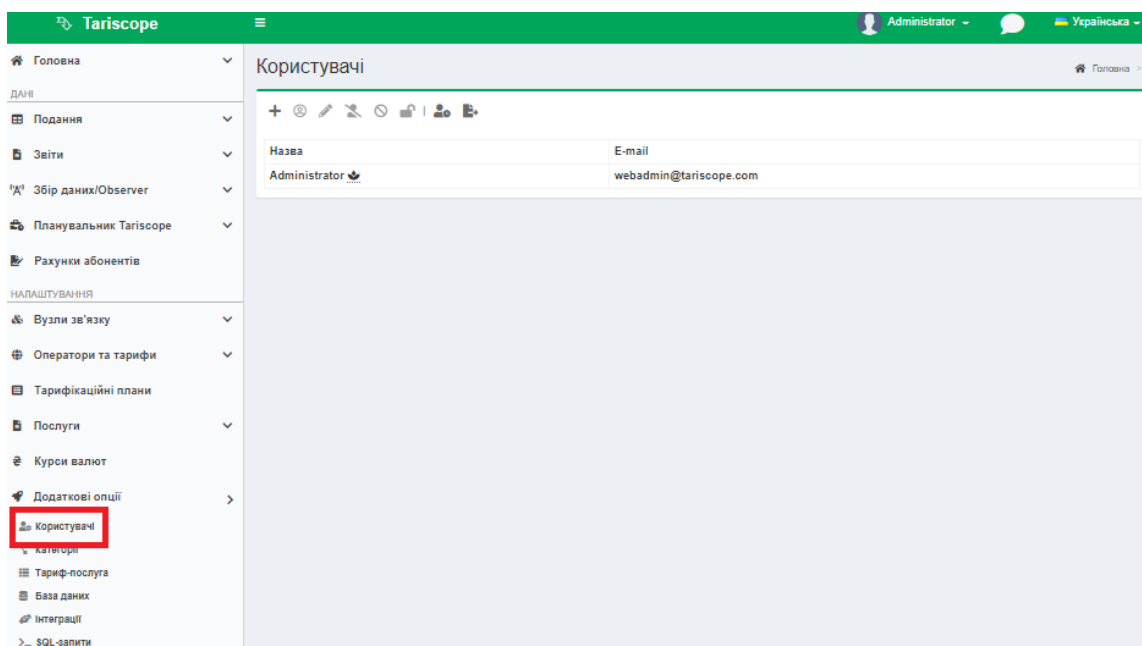 Tariscope
Administrator
Українська
Головна
ДАНІ
Подання
Звіти
Збір даних/Observer
Планувальник Tariscope
Рахунки абонентів
НАЛАШТУВАННЯ
Вузли зв'язку
Оператори та тарифи
Тарифікаційні плани
Послуги
Курси валют
Додаткові опції
Користувачі
Категорії
Тариф-послуга
База даних
Інтеграції
SQL-запити
Користувачі
Головна >
Назва E-mail
Administrator webadmin@tariscope.com